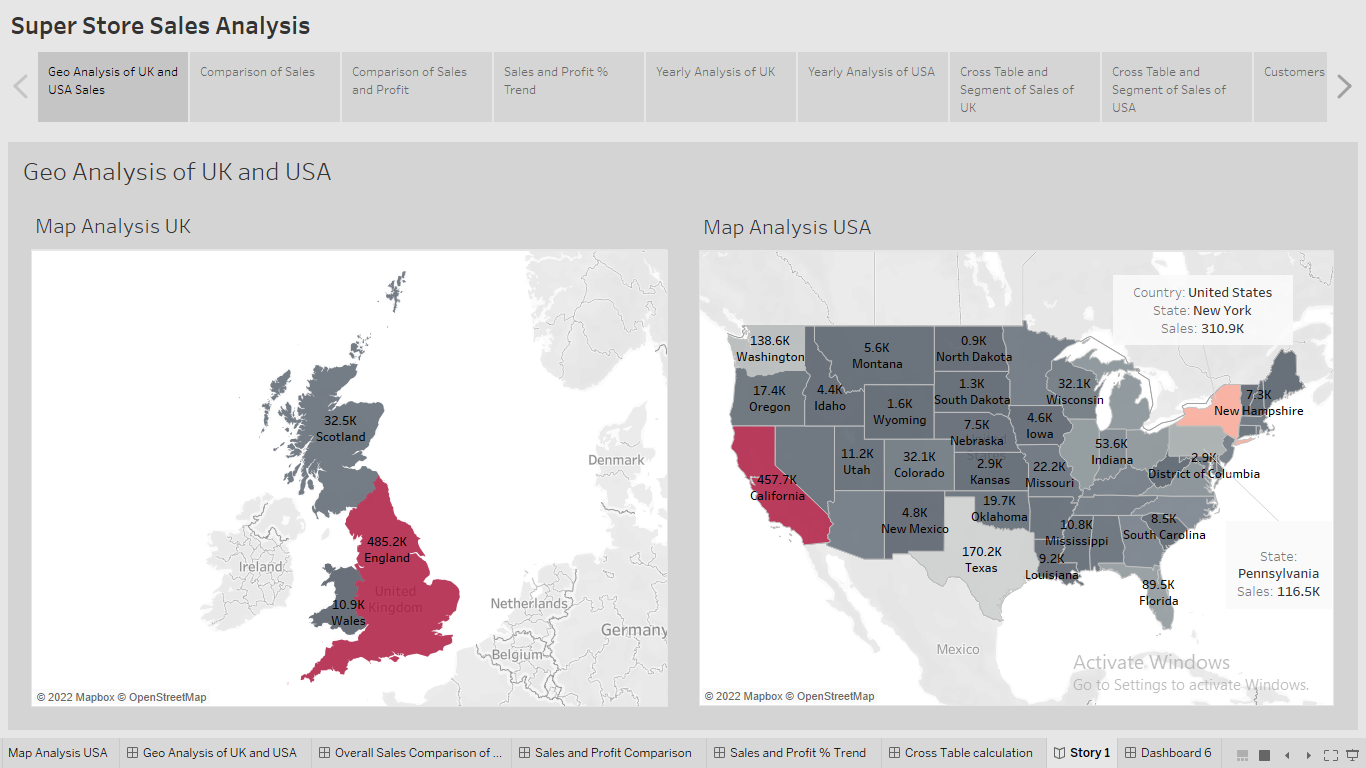 Super Store Sales Analysis
Geo Analysis of UK and
USA Sales
Comparison of Sales
Comparison of Sales
and Profit
Sales and Profit %
Trend
Yearly Analysis of UK
Yearly Analysis of USA
Cross Table and
Segment of Sales of
UK
Cross Table and
Segment of Sales of
USA
Customers
Geo Analysis of UK and USA
Map Analysis UK
32.5K
Scotland
485.2K
England
United
Kingdom
10.9K
Wales
Ireland
Denmark
Netherlands
Germany
Belgium
© 2022 Mapbox © OpenStreetMap
Map Analysis USA
Country: United States
State: New York
Sales: 310.9K
138.6K
Washington
5.6K
Montana
0.9K
North Dakota
17.4K
Oregon
4.4K
Idaho
1.6K
Wyoming
1.3K
South Dakota
32.1K
Wisconsin
7.3K
New Hampshire
7.5K
Nebraska
4.6K
Iowa
53.6K
Indiana
11.2K
Utah
32.1K
Colorado
2.9K
Kansas
22.2K
Missouri
2.9K
District of Columbia
457.7K
California
4.8K
New Mexico
19.7K
Oklahoma
10.8K
Mississippi
8.5K
South Carolina
170.2K
Texas
9.2K
Louisiana
89.5K
Florida
State:
Pennsylvania
Sales: 116.5K
Mexico
Activate Windows
Go to Settings to activate Windows.
© 2022 Mapbox © OpenStreetMap
Map Analysis USA
Geo Analysis of UK and USA
Overall Sales Comparison of ...
Sales and Profit Comparison
Sales and Profit % Trend
Cross Table calculation
Story 1
Dashboard 6